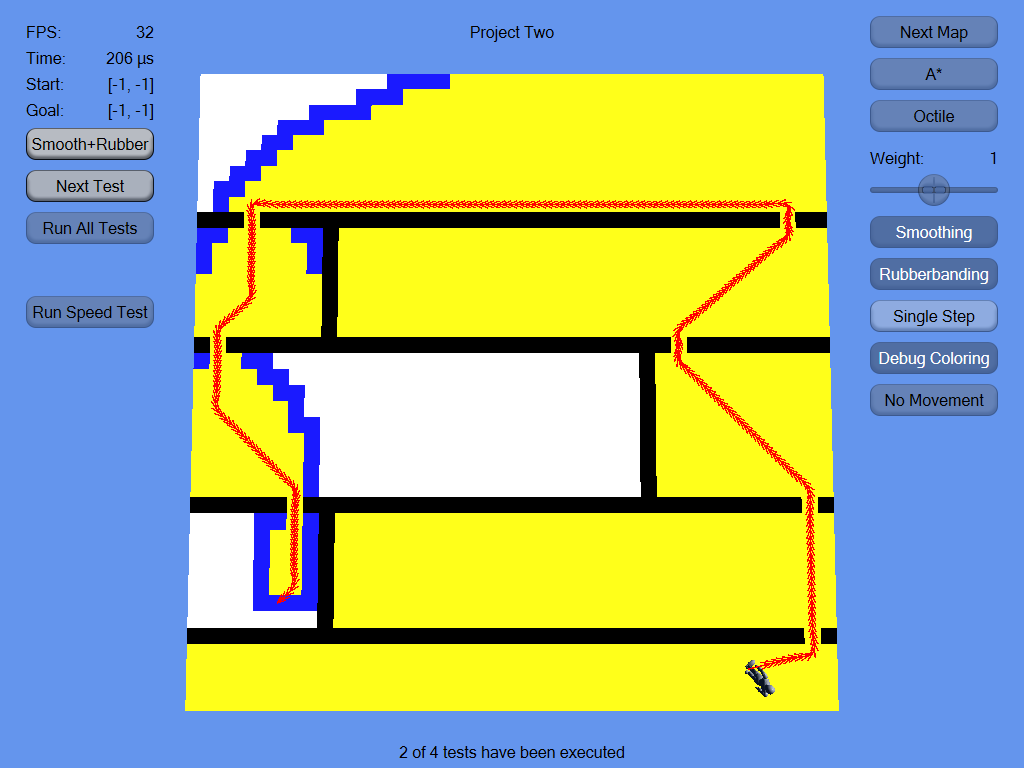 FPS: 32
Time: 206 µs
Start: [-1, -1]
Goal: [-1, -1]
Smooth+Rubber
Next Test
Run All Tests
Run Speed Test
Project Two
Next Map
A*
Octile
Weight: 1
Smoothing
Rubberbanding
Single Step
Debug Coloring
No Movement
2 of 4 tests have been executed